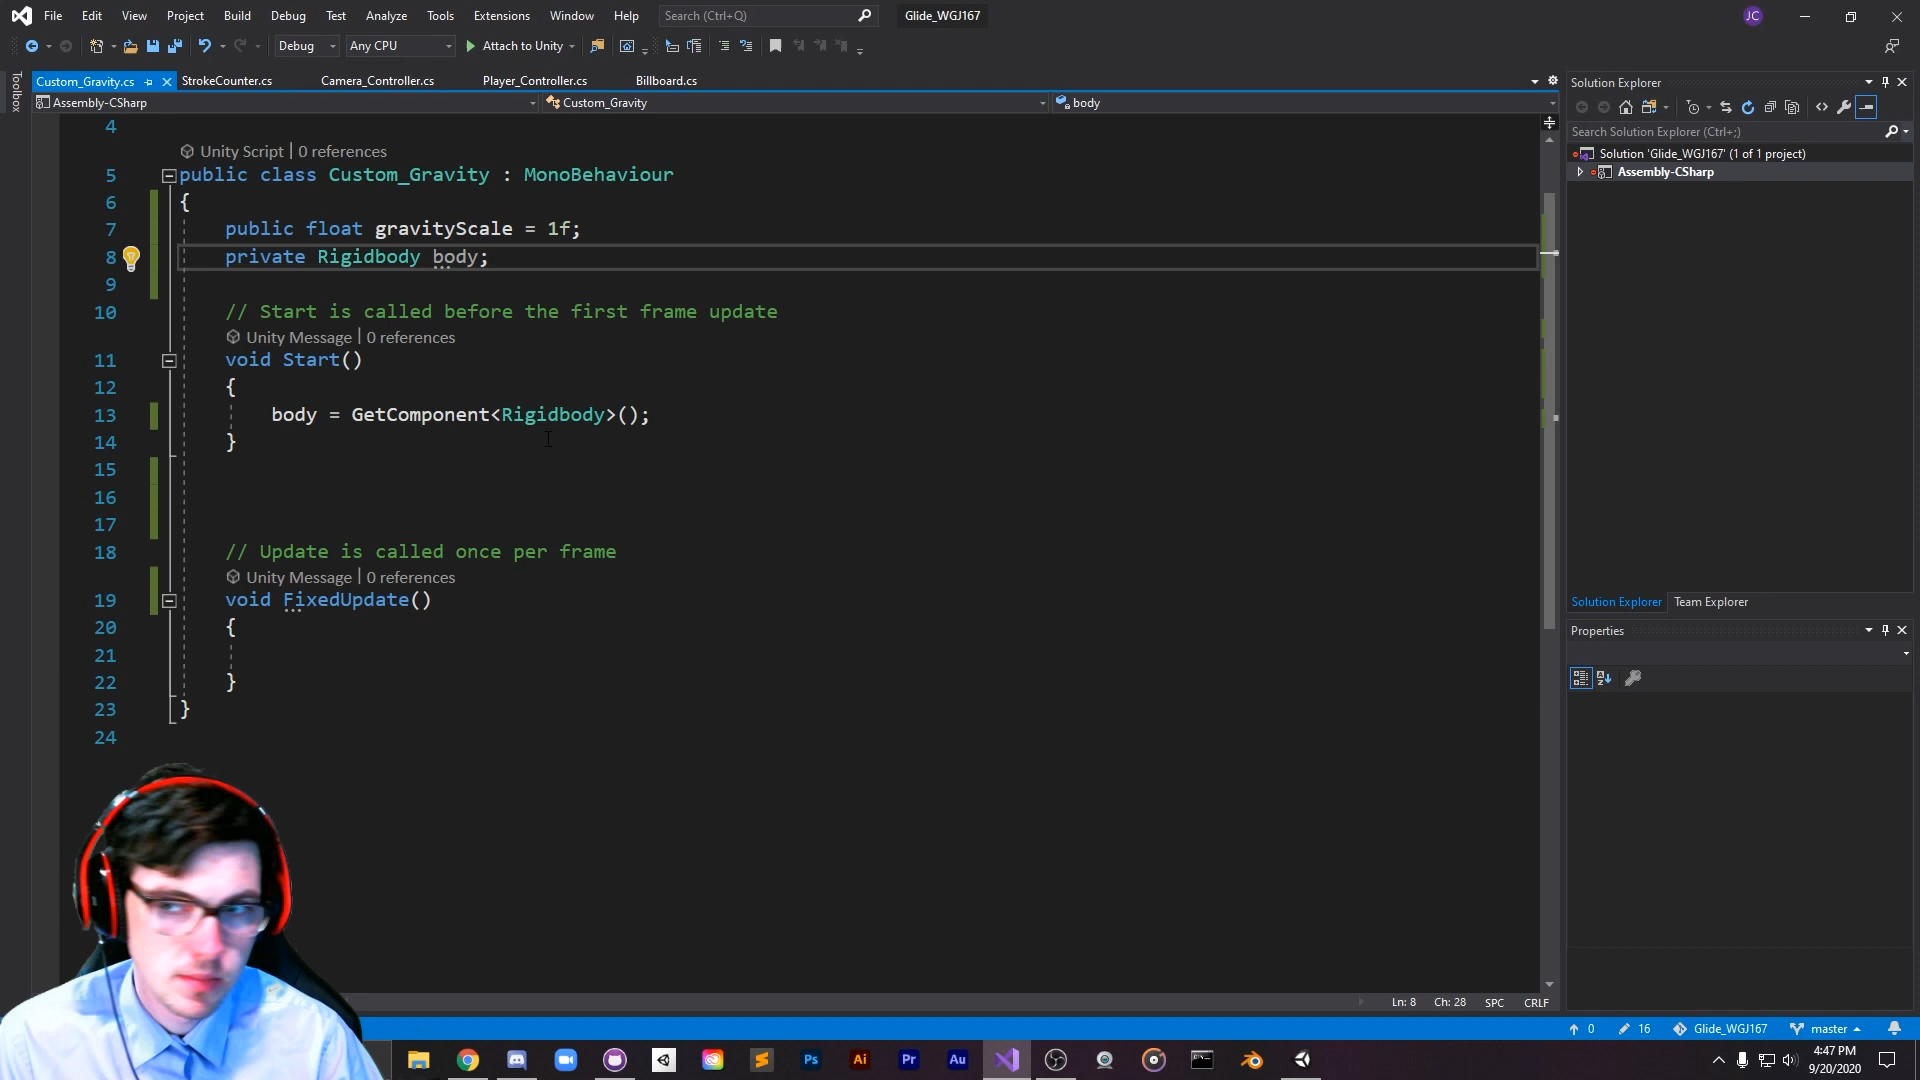 File Edit View Project Build Debug Test Analyze Tools Extensions Window Help Search (Ctrl+Q) Glide_WGJ167 JC
Debug Any CPU Attach to Unity
Toolbox
Custom_Gravity.cs StrokeCounter.cs Camera_Controller.cs Player_Controller.cs Billboard.cs
Assembly-CSharp Custom_Gravity body
4
Unity Script | 0 references
5 public class Custom_Gravity : MonoBehaviour
6 {
7 public float gravityScale = 1f;
8 private Rigidbody body;
9
10 // Start is called before the first frame update
Unity Message | 0 references
11 void Start()
12 {
13 body = GetComponent<Rigidbody>();
14 }
15
16
17
18 // Update is called once per frame
Unity Message | 0 references
19 void FixedUpdate()
20 {
21
22 }
23 }
24
Ln: 8 Ch: 28 SPC CRLF
Solution Explorer
Search Solution Explorer (Ctrl+;)
Solution 'Glide_WGJ167' (1 of 1 project)
Assembly-CSharp
Solution Explorer Team Explorer
Properties
0 16 Glide_WGJ167 master
Ps Ai Pr Au
4:47 PM
9/20/2020